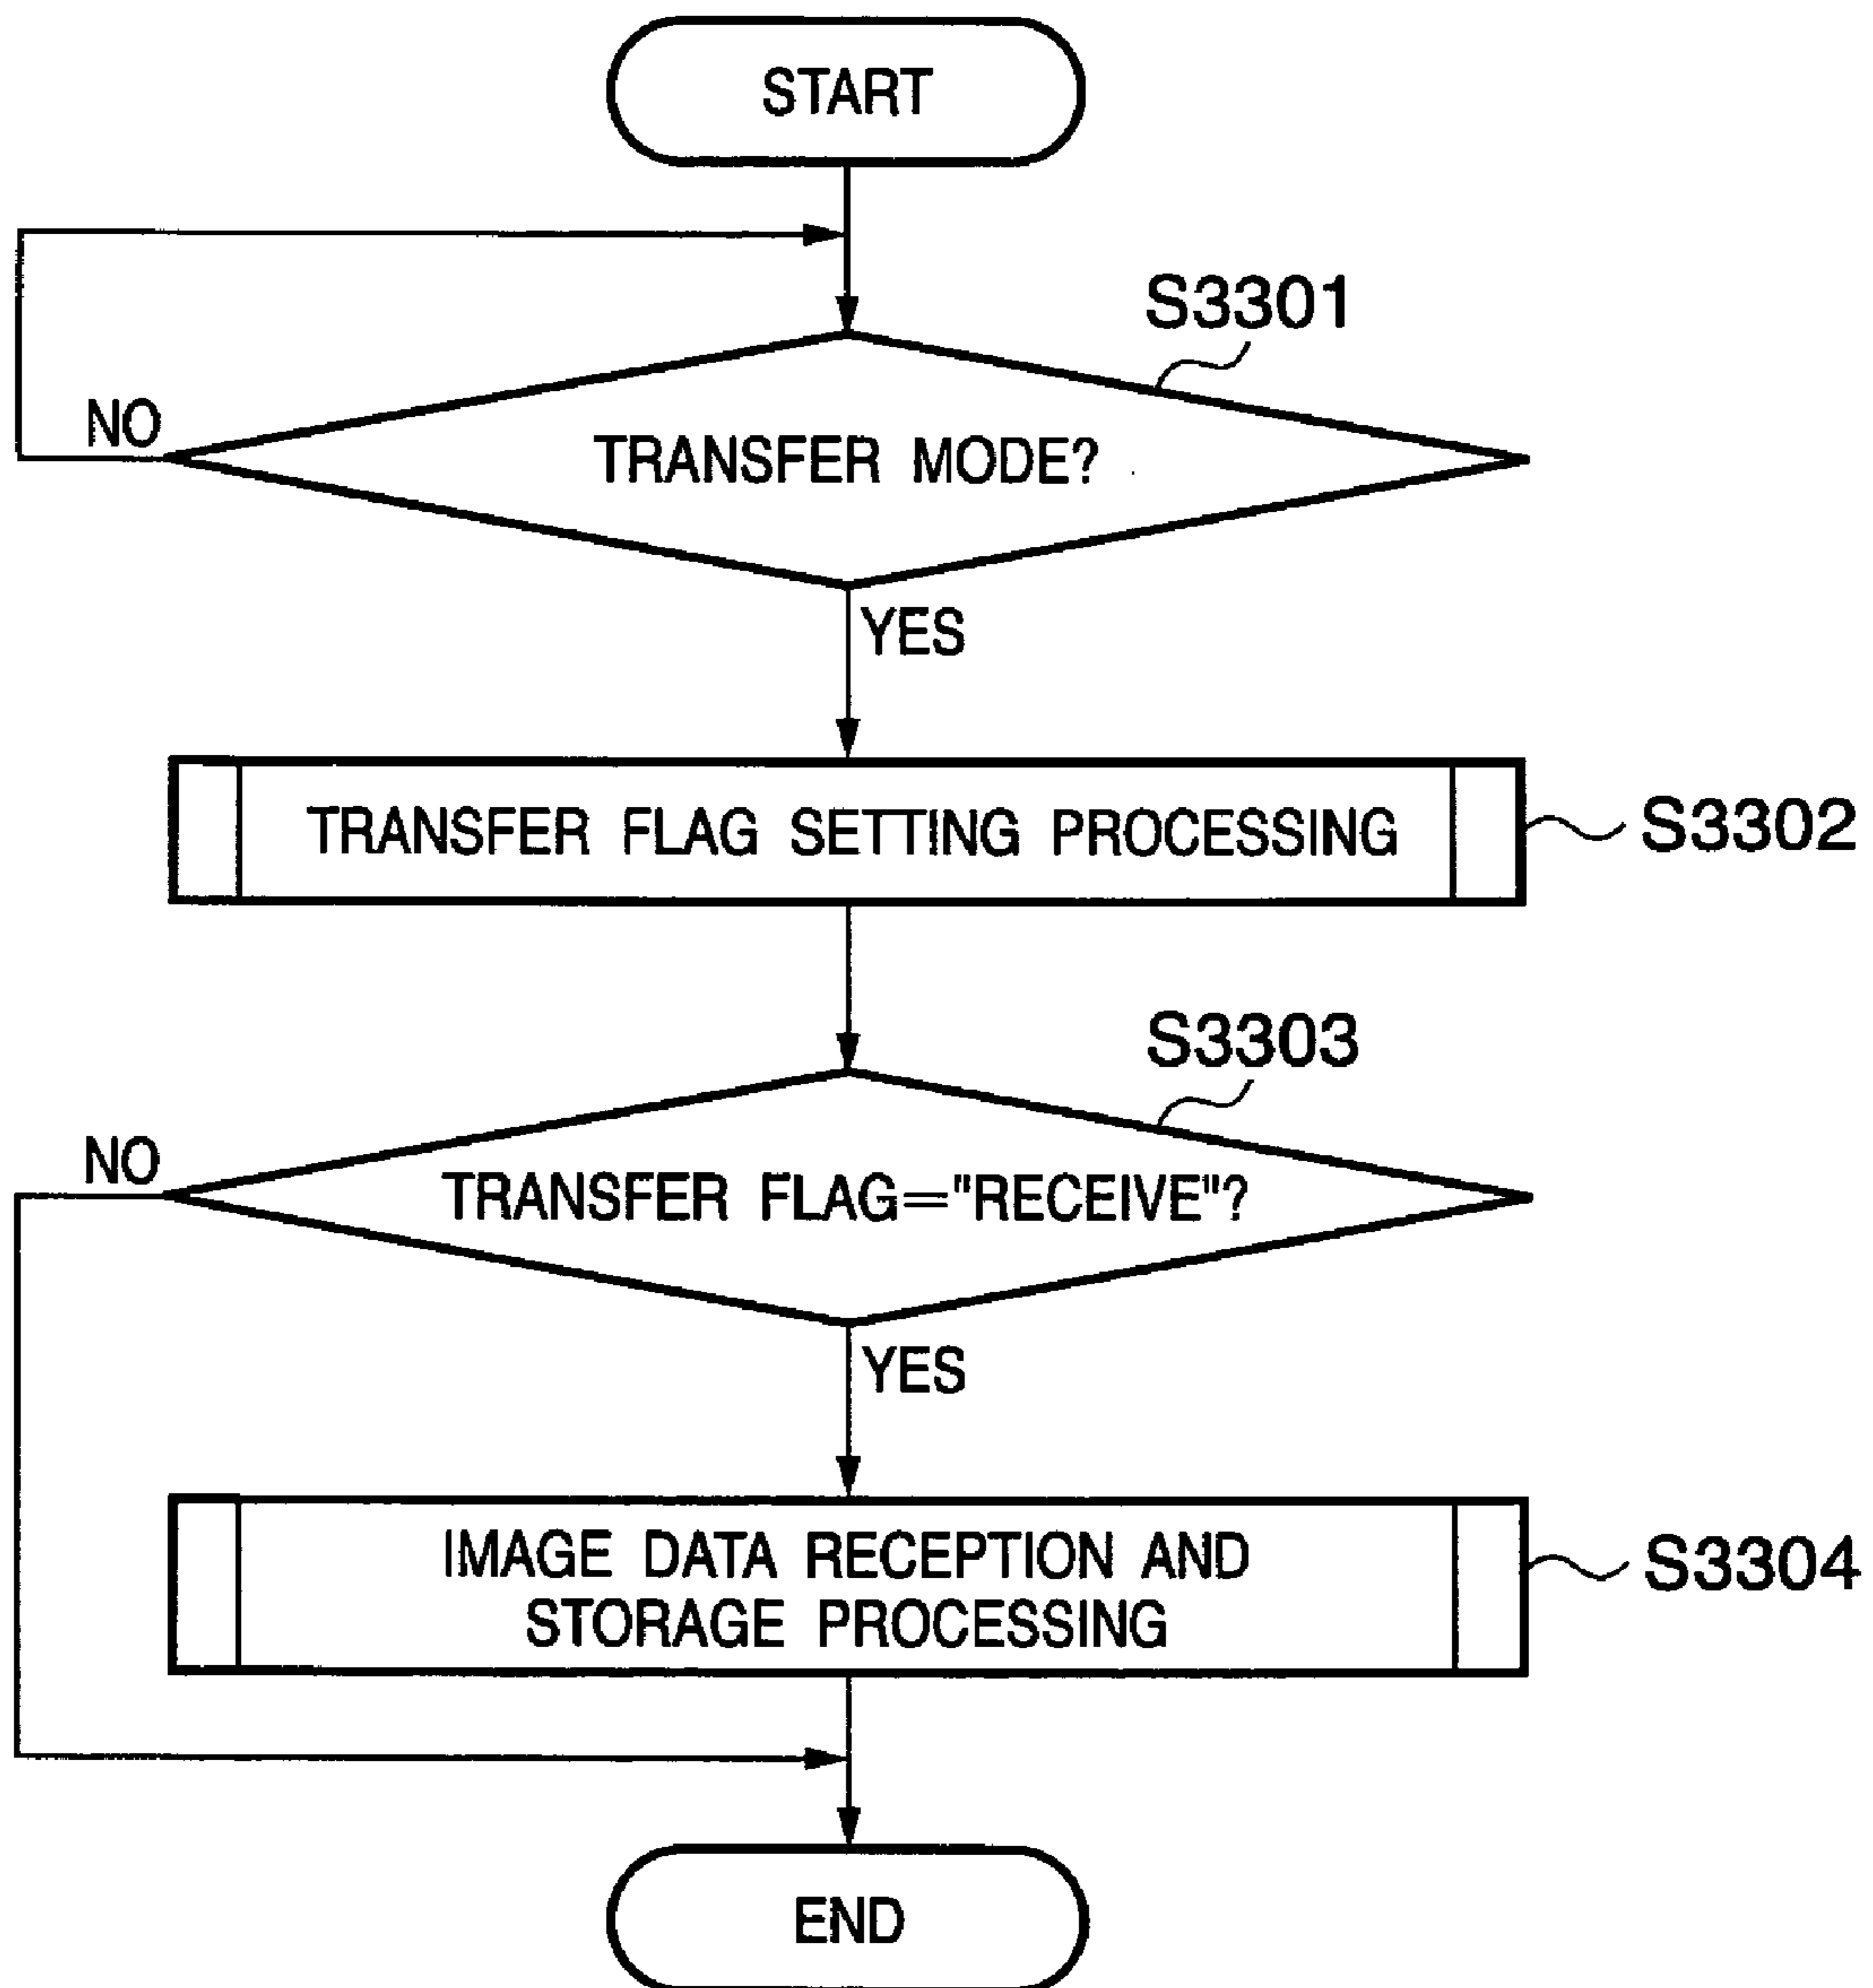 START
S3301
NO
TRANSFER MODE?
YES
TRANSFER FLAG SETTING PROCESSING
S3302
S3303
NO
TRANSFER FLAG="RECEIVE"?
YES
IMAGE DATA RECEPTION AND
STORAGE PROCESSING
S3304
END